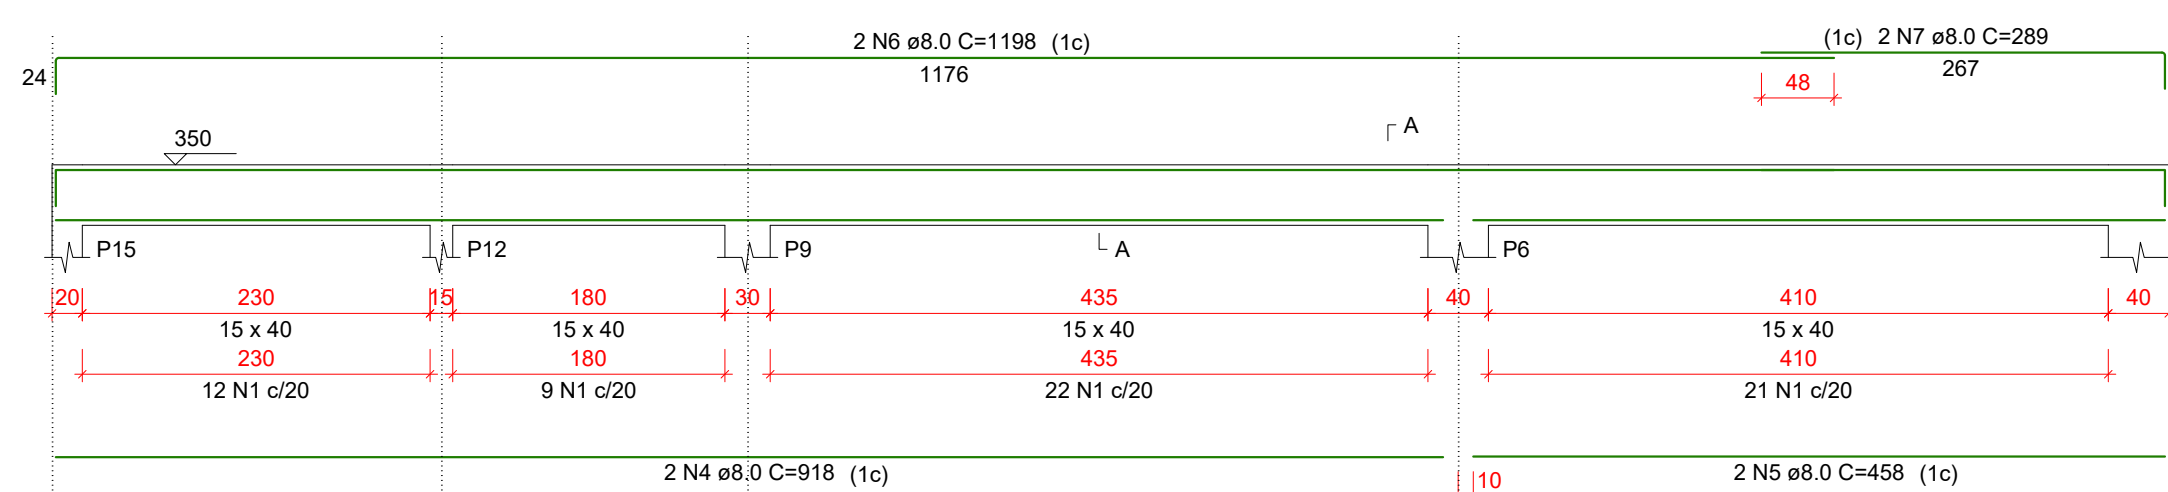 2 N6 ø8.0 C=1198 (1c)
(1c) 2 N7 ø8.0 C=289
24
1176
267
48
A
350
P15
P12
P9
A
P6
20
230
15
180
30
435
40
410
40
15 x 40
15 x 40
15 x 40
15 x 40
230
180
435
410
12 N1 c/20
9 N1 c/20
22 N1 c/20
21 N1 c/20
2 N4 ø8.0 C=918 (1c)
10
2 N5 ø8.0 C=458 (1c)